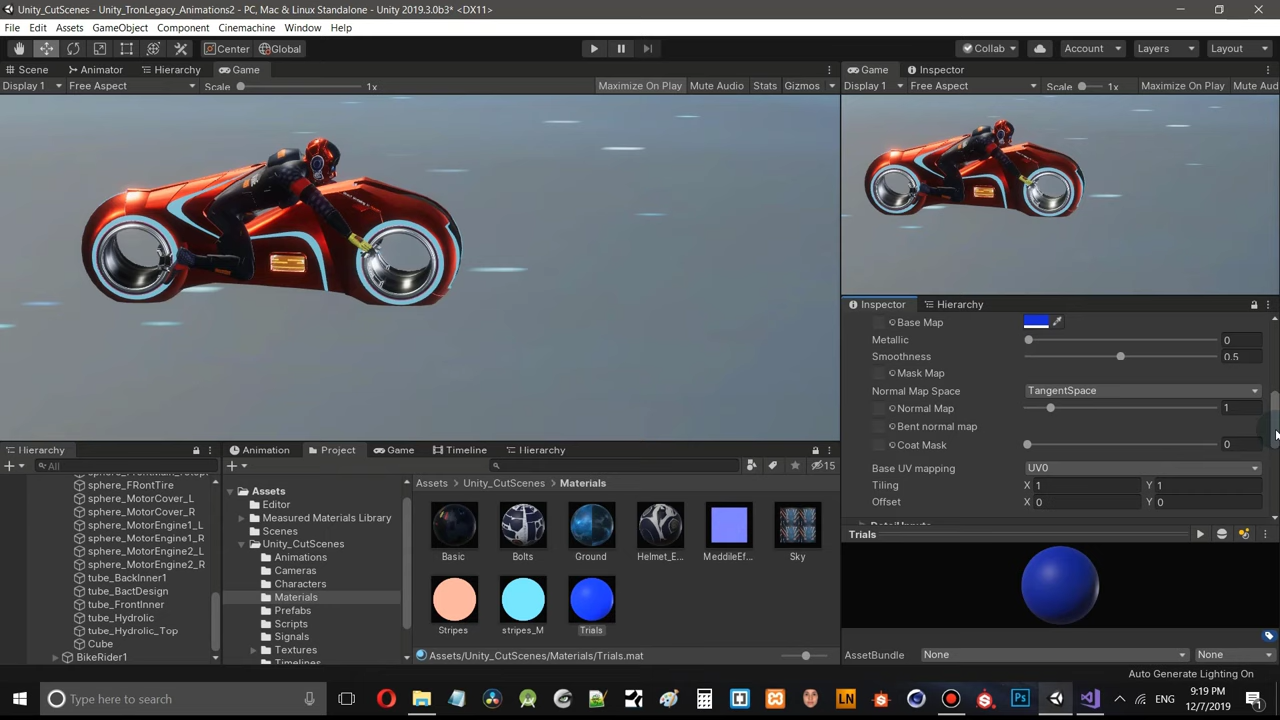 Unity_CutScenes - Unity_TronLegacy_Animations2 - PC, Mac & Linux Standalone - Unity 2019.3.0b3* <DX11>
File Edit Assets GameObject Component Cinemachine Window Help
Center Global Collab Account Layers Layout
Scene Animator Hierarchy Game
Display 1 Free Aspect Scale 1x Maximize On Play Mute Audio Stats Gizmos
Game Inspector
Display 1 Free Aspect Scale 1x Maximize On Play Mute Aud
Inspector Hierarchy
Base Map
Metallic 0
Smoothness 0.5
Mask Map
Normal Map Space TangentSpace
Normal Map 1
Bent normal map
Coat Mask 0
Base UV mapping UV0
Tiling X 1 Y 1
Offset X 0 Y 0
Trials
AssetBundle None None
Auto Generate Lighting On
Hierarchy
All
sphere_FRontTire
sphere_MotorCover_L
sphere_MotorCover_R
sphere_MotorEngine1_L
sphere_MotorEngine1_R
sphere_MotorEngine2_L
sphere_MotorEngine2_R
tube_BackInner1
tube_BactDesign
tube_FrontInner
tube_Hydrolic
tube_Hydrolic_Top
Cube
BikeRider1
Animation Project Game Timeline Hierarchy
15
Assets
Editor
Measured Materials Library
Scenes
Unity_CutScenes
Animations
Cameras
Characters
Materials
Prefabs
Scripts
Signals
Textures
Timelines
Assets Unity_CutScenes Materials
Basic Bolts Ground Helmet_E... MeddileEf... Sky
Stripes stripes_M Trials
Assets/Unity_CutScenes/Materials/Trials.mat
Type here to search
LN
Ps
ENG
9:19 PM
12/7/2019